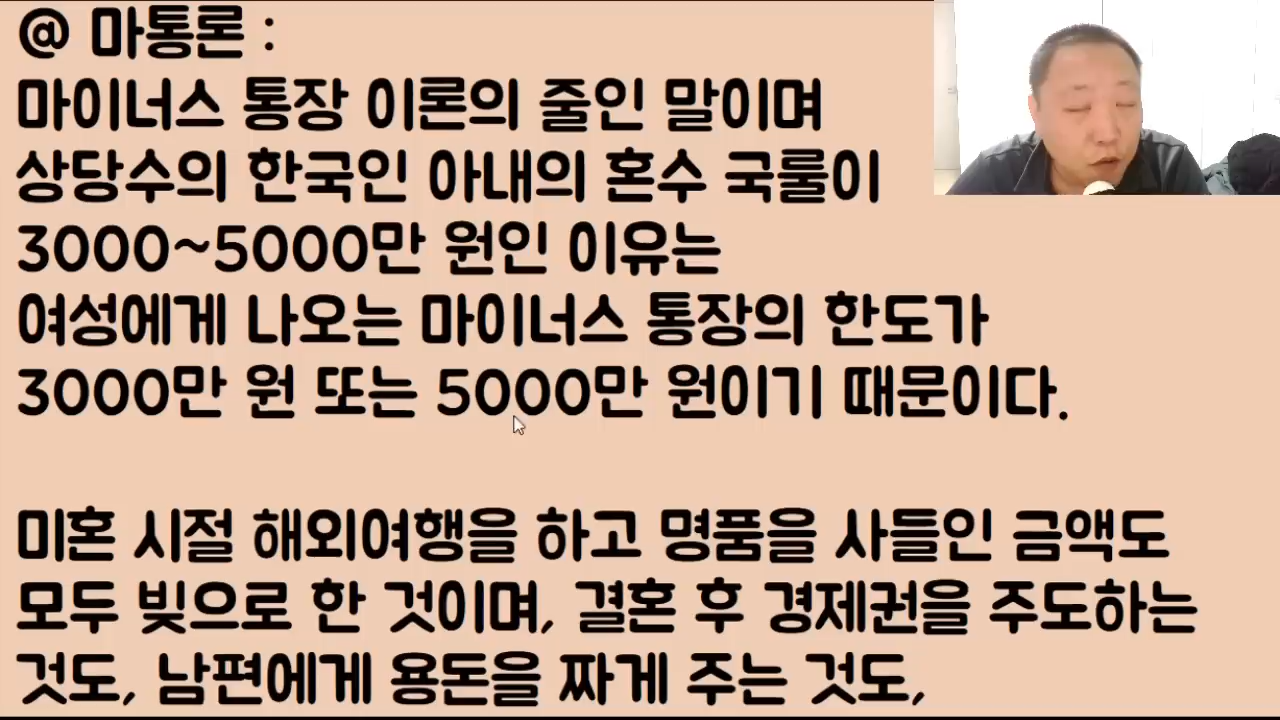 @ 마통론 :
마이너스 통장 이론의 줄인 말이며
상당수의 한국인 아내의 혼수 국룰이
3000~5000만 원인 이유는
여성에게 나오는 마이너스 통장의 한도가
3000만 원 또는 5000만 원이기 때문이다.
미혼 시절 해외여행을 하고 명품을 사들인 금액도
모두 빚으로 한 것이며, 결혼 후 경제권을 주도하는
것도, 남편에게 용돈을 짜게 주는 것도,